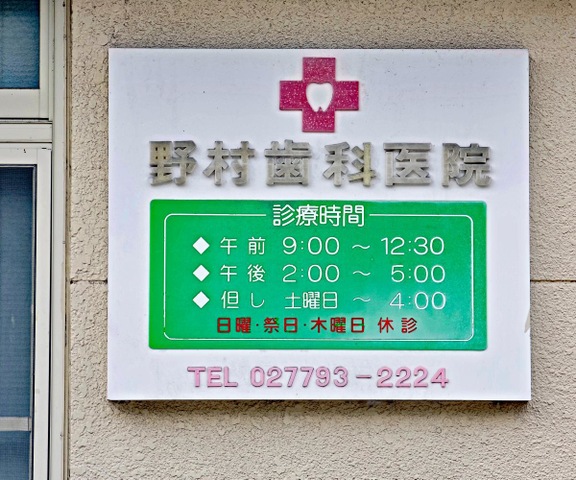 野村歯科医院
診療時間
◆ 午前 9:00 ～ 12:30
◆ 午後 2:00 ～ 5:00
◆ 但し 土曜日 ～ 4:00
日曜・祭日・木曜日 休診
TEL 027793-2224